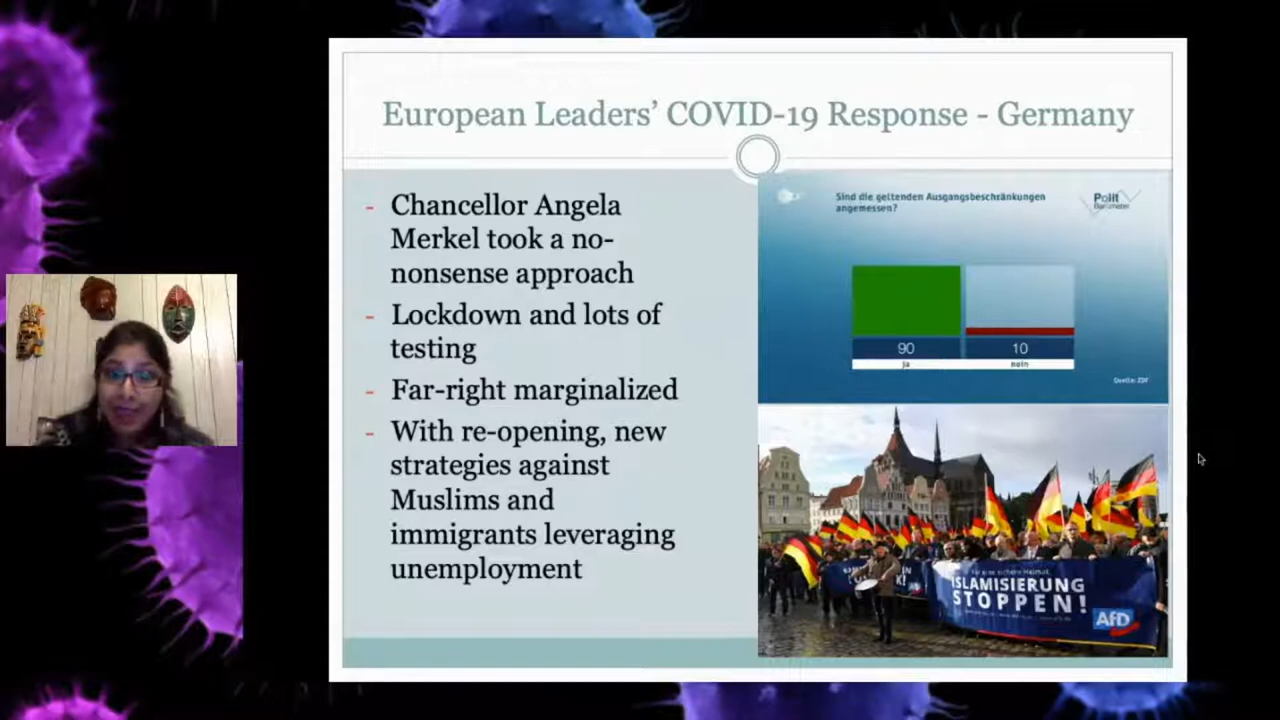 European Leaders’ COVID-19 Response - Germany
- Chancellor Angela
Merkel took a no-
nonsense approach
- Lockdown and lots of
testing
- Far-right marginalized
- With re-opening, new
strategies against
Muslims and
immigrants leveraging
unemployment
Sind die geltenden Ausgangsbeschränkungen
angemessen?
Polit
Barometer
90 10
ja nein
Quelle: ZDF
ISLAMISIERUNG
STOPPEN!
AfD